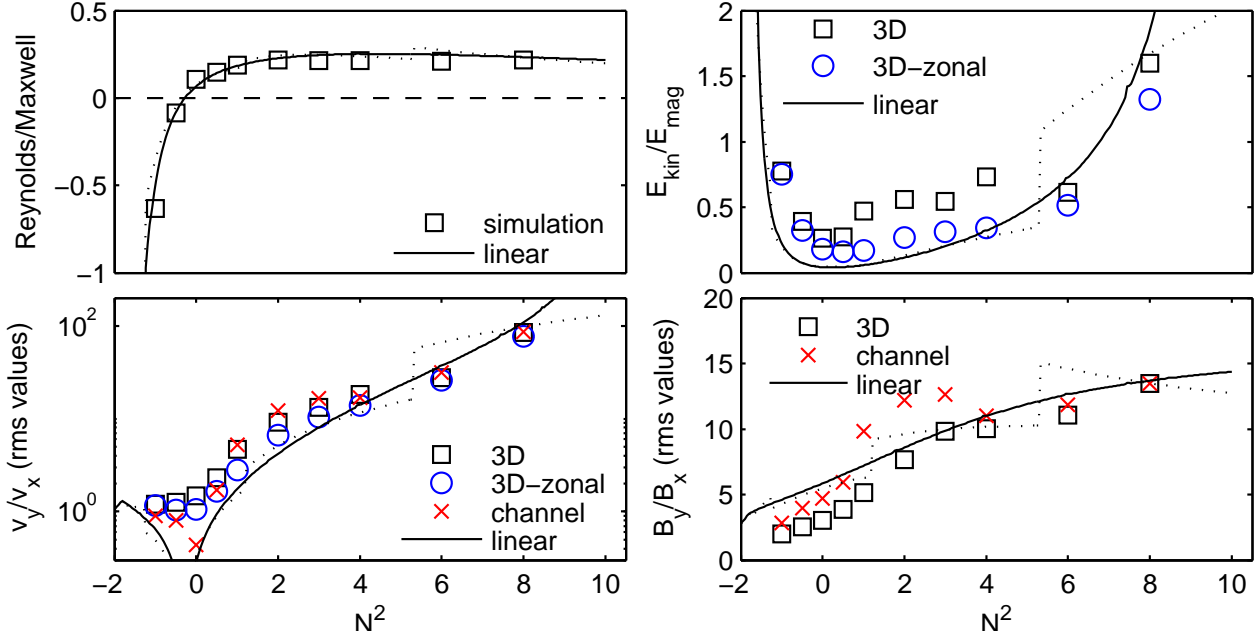 0.5
0
−0.5
−1
Reynolds/Maxwell
simulation
linear
2
1.5
1
0.5
0
E_kin/E_mag
3D
3D−zonal
linear
10^2
10^0
v_y/v_x (rms values)
3D
3D−zonal
channel
linear
−2 0 2 4 6 8 10
N^2
20
15
10
5
0
B_y/B_x (rms values)
3D
channel
linear
−2 0 2 4 6 8 10
N^2